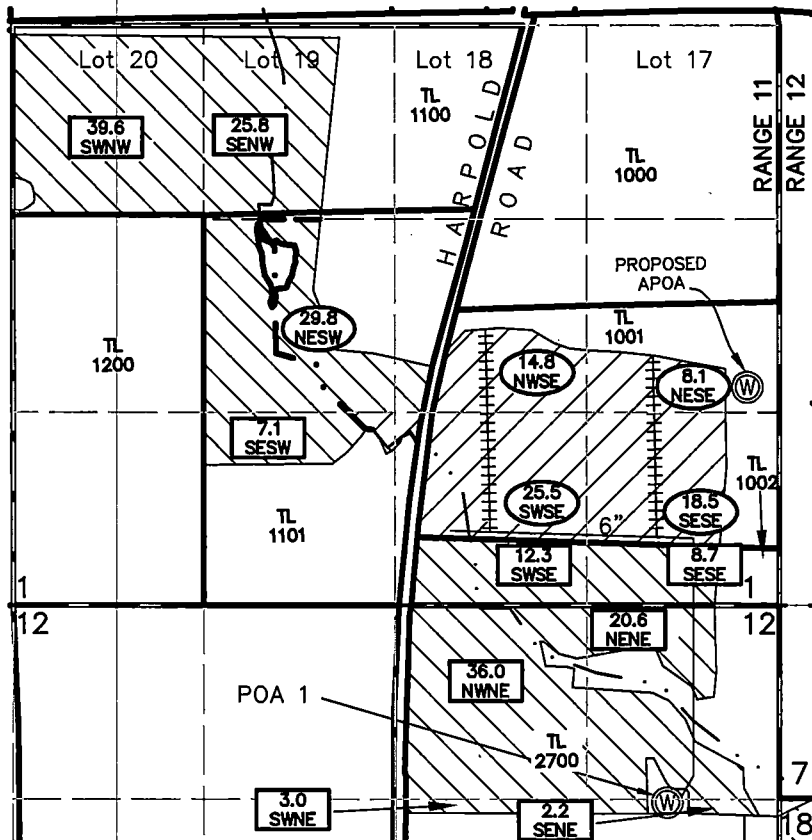 Lot 20
Lot 19
Lot 18
Lot 17
TL
1100
HARPOLD
ROAD
RANGE 11
RANGE 12
39.6
SWNW
25.8
SENW
TL
1000
PROPOSED
APOA
W
TL
1001
29.8
NESW
TL
1200
14.8
NWSE
8.1
NESE
7.1
SESW
TL
1002
25.5
SWSE
18.5
SESE
6"
TL
1101
12.3
SWSE
8.7
SESE
1
1
12
12
20.6
NENE
36.0
NWNE
POA 1
TL
2700
7
3.0
SWNE
W
2.2
SENE
18